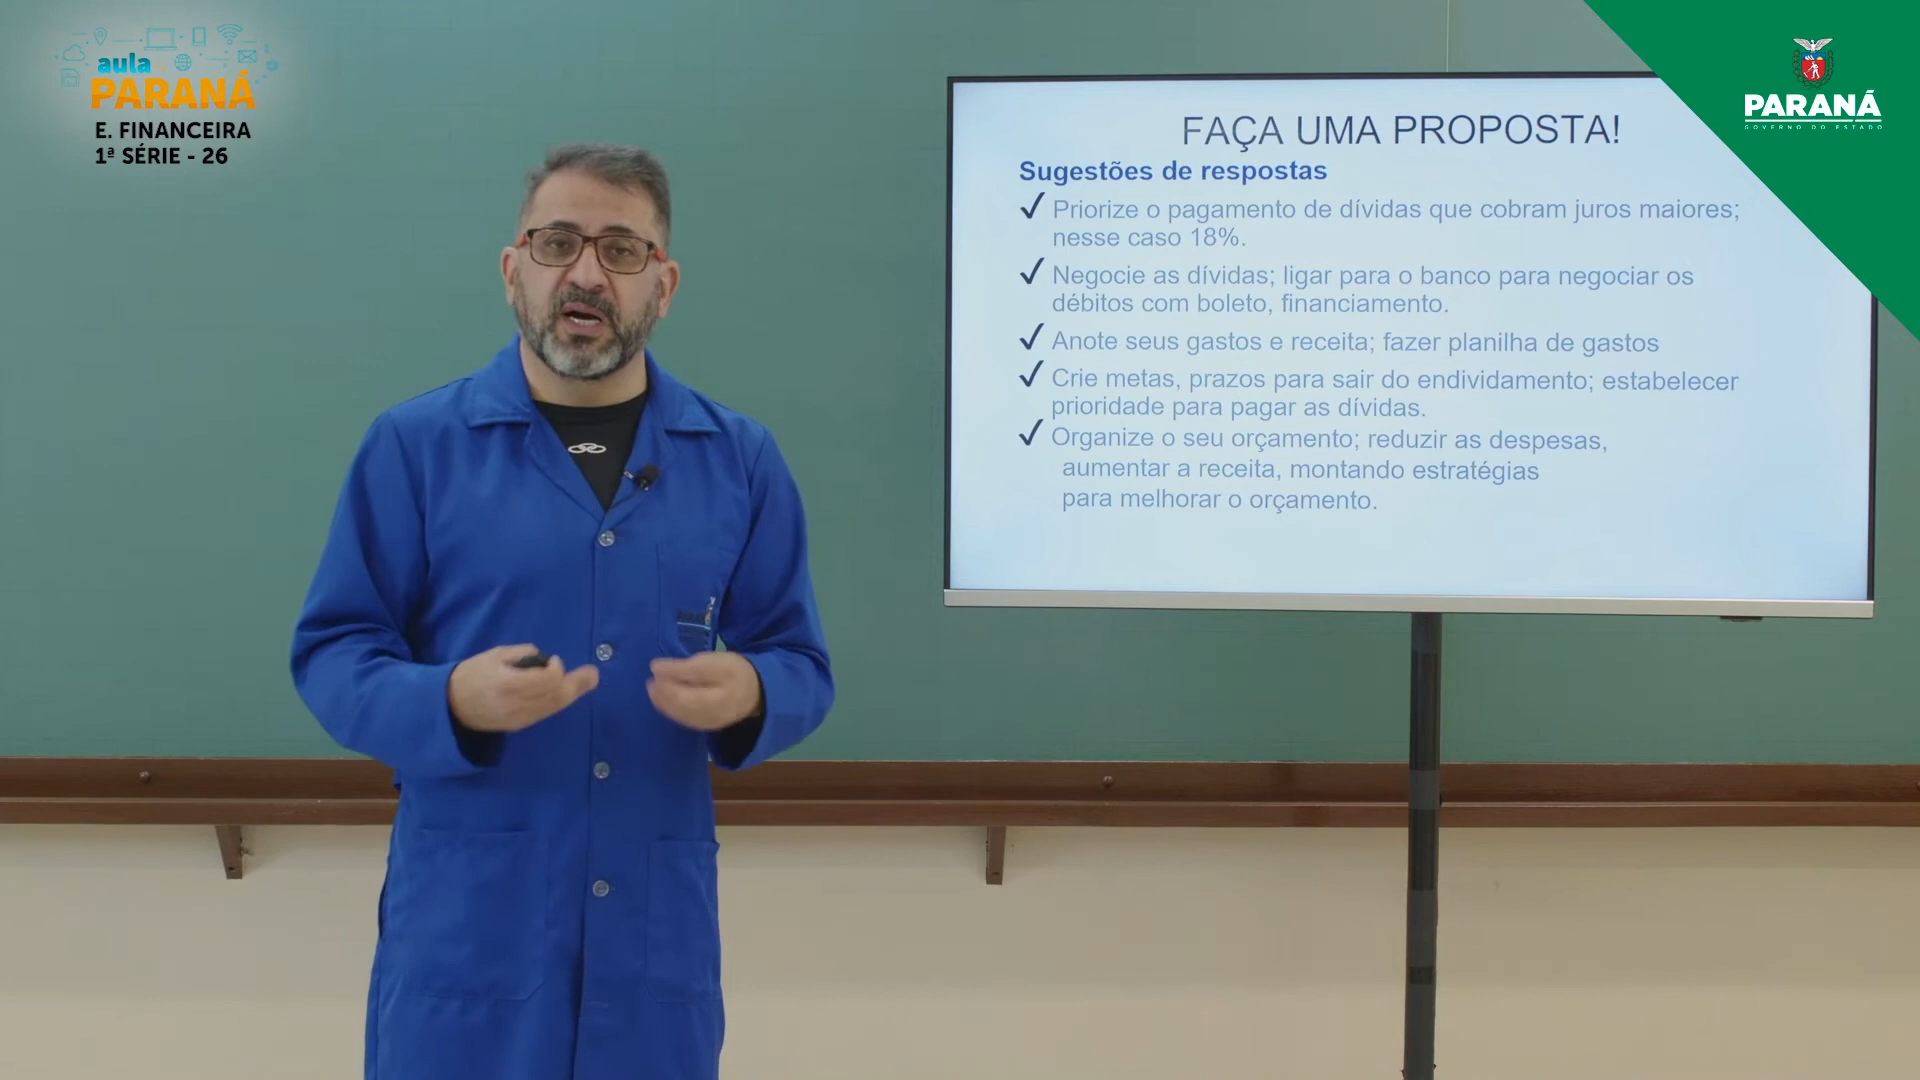 aula
PARANÁ
E. FINANCEIRA
1ª SÉRIE - 26
PARANÁ
GOVERNO DO ESTADO
FAÇA UMA PROPOSTA!
Sugestões de respostas
✓ Priorize o pagamento de dívidas que cobram juros maiores;
nesse caso 18%.
✓ Negocie as dívidas; ligar para o banco para negociar os
débitos com boleto, financiamento.
✓ Anote seus gastos e receita; fazer planilha de gastos
✓ Crie metas, prazos para sair do endividamento; estabelecer
prioridade para pagar as dívidas.
✓ Organize o seu orçamento; reduzir as despesas,
aumentar a receita, montando estratégias
para melhorar o orçamento.